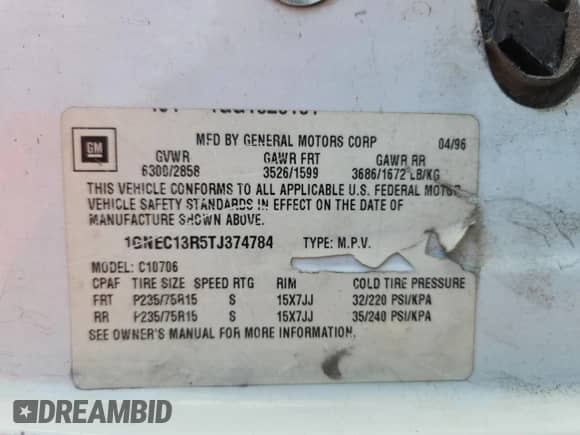 MFD BY GENERAL MOTORS CORP 04/96
GM
GVWR GAWR FRT GAWR RR
6300/2858 3526/1599 3686/1672 LB/KG
THIS VEHICLE CONFORMS TO ALL APPLICABLE U.S. FEDERAL MOTOR
VEHICLE SAFETY STANDARDS IN EFFECT ON THE DATE OF
MANUFACTURE SHOWN ABOVE.
1GNEC13R5TJ374784 TYPE: M.P.V.
MODEL: C10706
CPAF TIRE SIZE SPEED RTG RIM COLD TIRE PRESSURE
FRT P235/75R15 S 15X7JJ 32/220 PSI/KPA
RR P235/75R15 S 15X7JJ 35/240 PSI/KPA
SEE OWNER'S MANUAL FOR MORE INFORMATION
DREAMBID